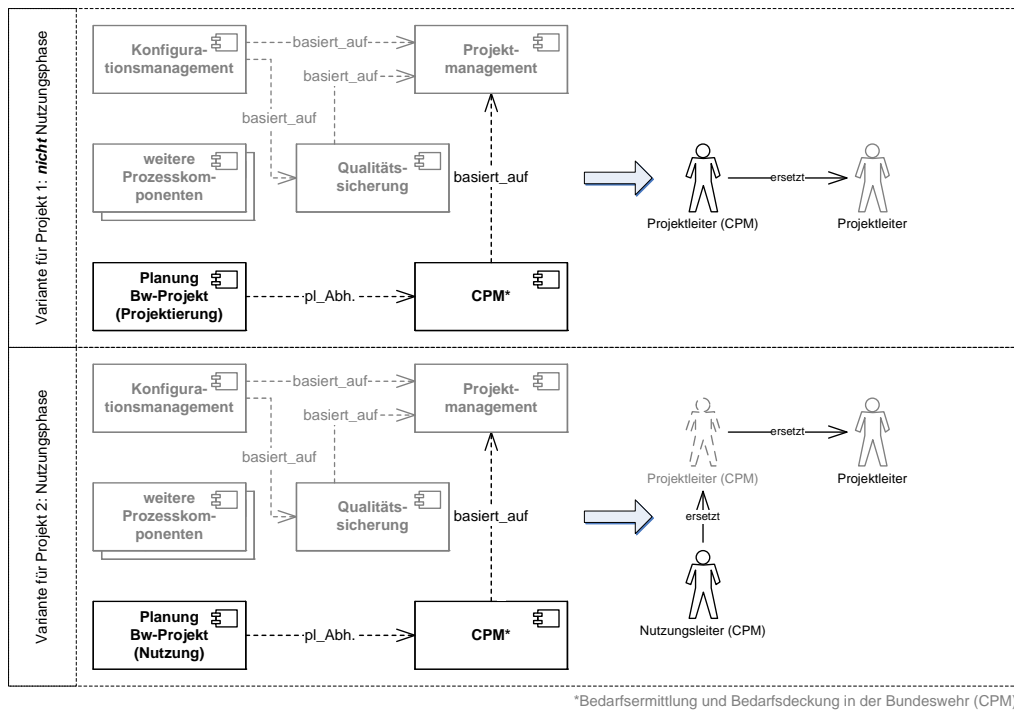 Variante für Projekt 1: nicht Nutzungsphase
Konfigura-
tionsmanagement
basiert_auf
Projekt-
management
basiert_auf
basiert_auf
weitere
Prozesskom-
ponenten
Qualitäts-
sicherung
basiert_auf
Projektleiter (CPM)
ersetzt
Projektleiter
Planung
Bw-Projekt
(Projektierung)
pl_Abh.
CPM*
Variante für Projekt 2: Nutzungsphase
Konfigura-
tionsmanagement
basiert_auf
Projekt-
management
basiert_auf
basiert_auf
weitere
Prozesskom-
ponenten
Qualitäts-
sicherung
basiert_auf
ersetzt
Projektleiter (CPM)
Projektleiter
ersetzt
Nutzungsleiter (CPM)
Planung
Bw-Projekt
(Nutzung)
pl_Abh.
CPM*
*Bedarfsermittlung und Bedarfsdeckung in der Bundeswehr (CPM)